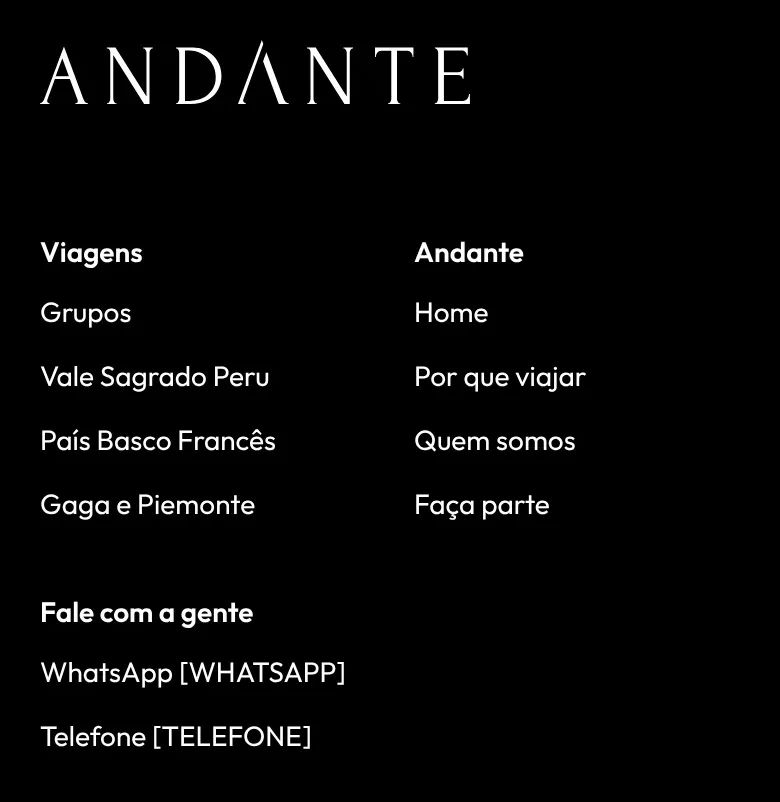 ANDANTE
Viagens
Grupos
Vale Sagrado Peru
País Basco Francês
Gaga e Piemonte
Andante
Home
Por que viajar
Quem somos
Faça parte
Fale com a gente
WhatsApp [WHATSAPP]
Telefone [TELEFONE]